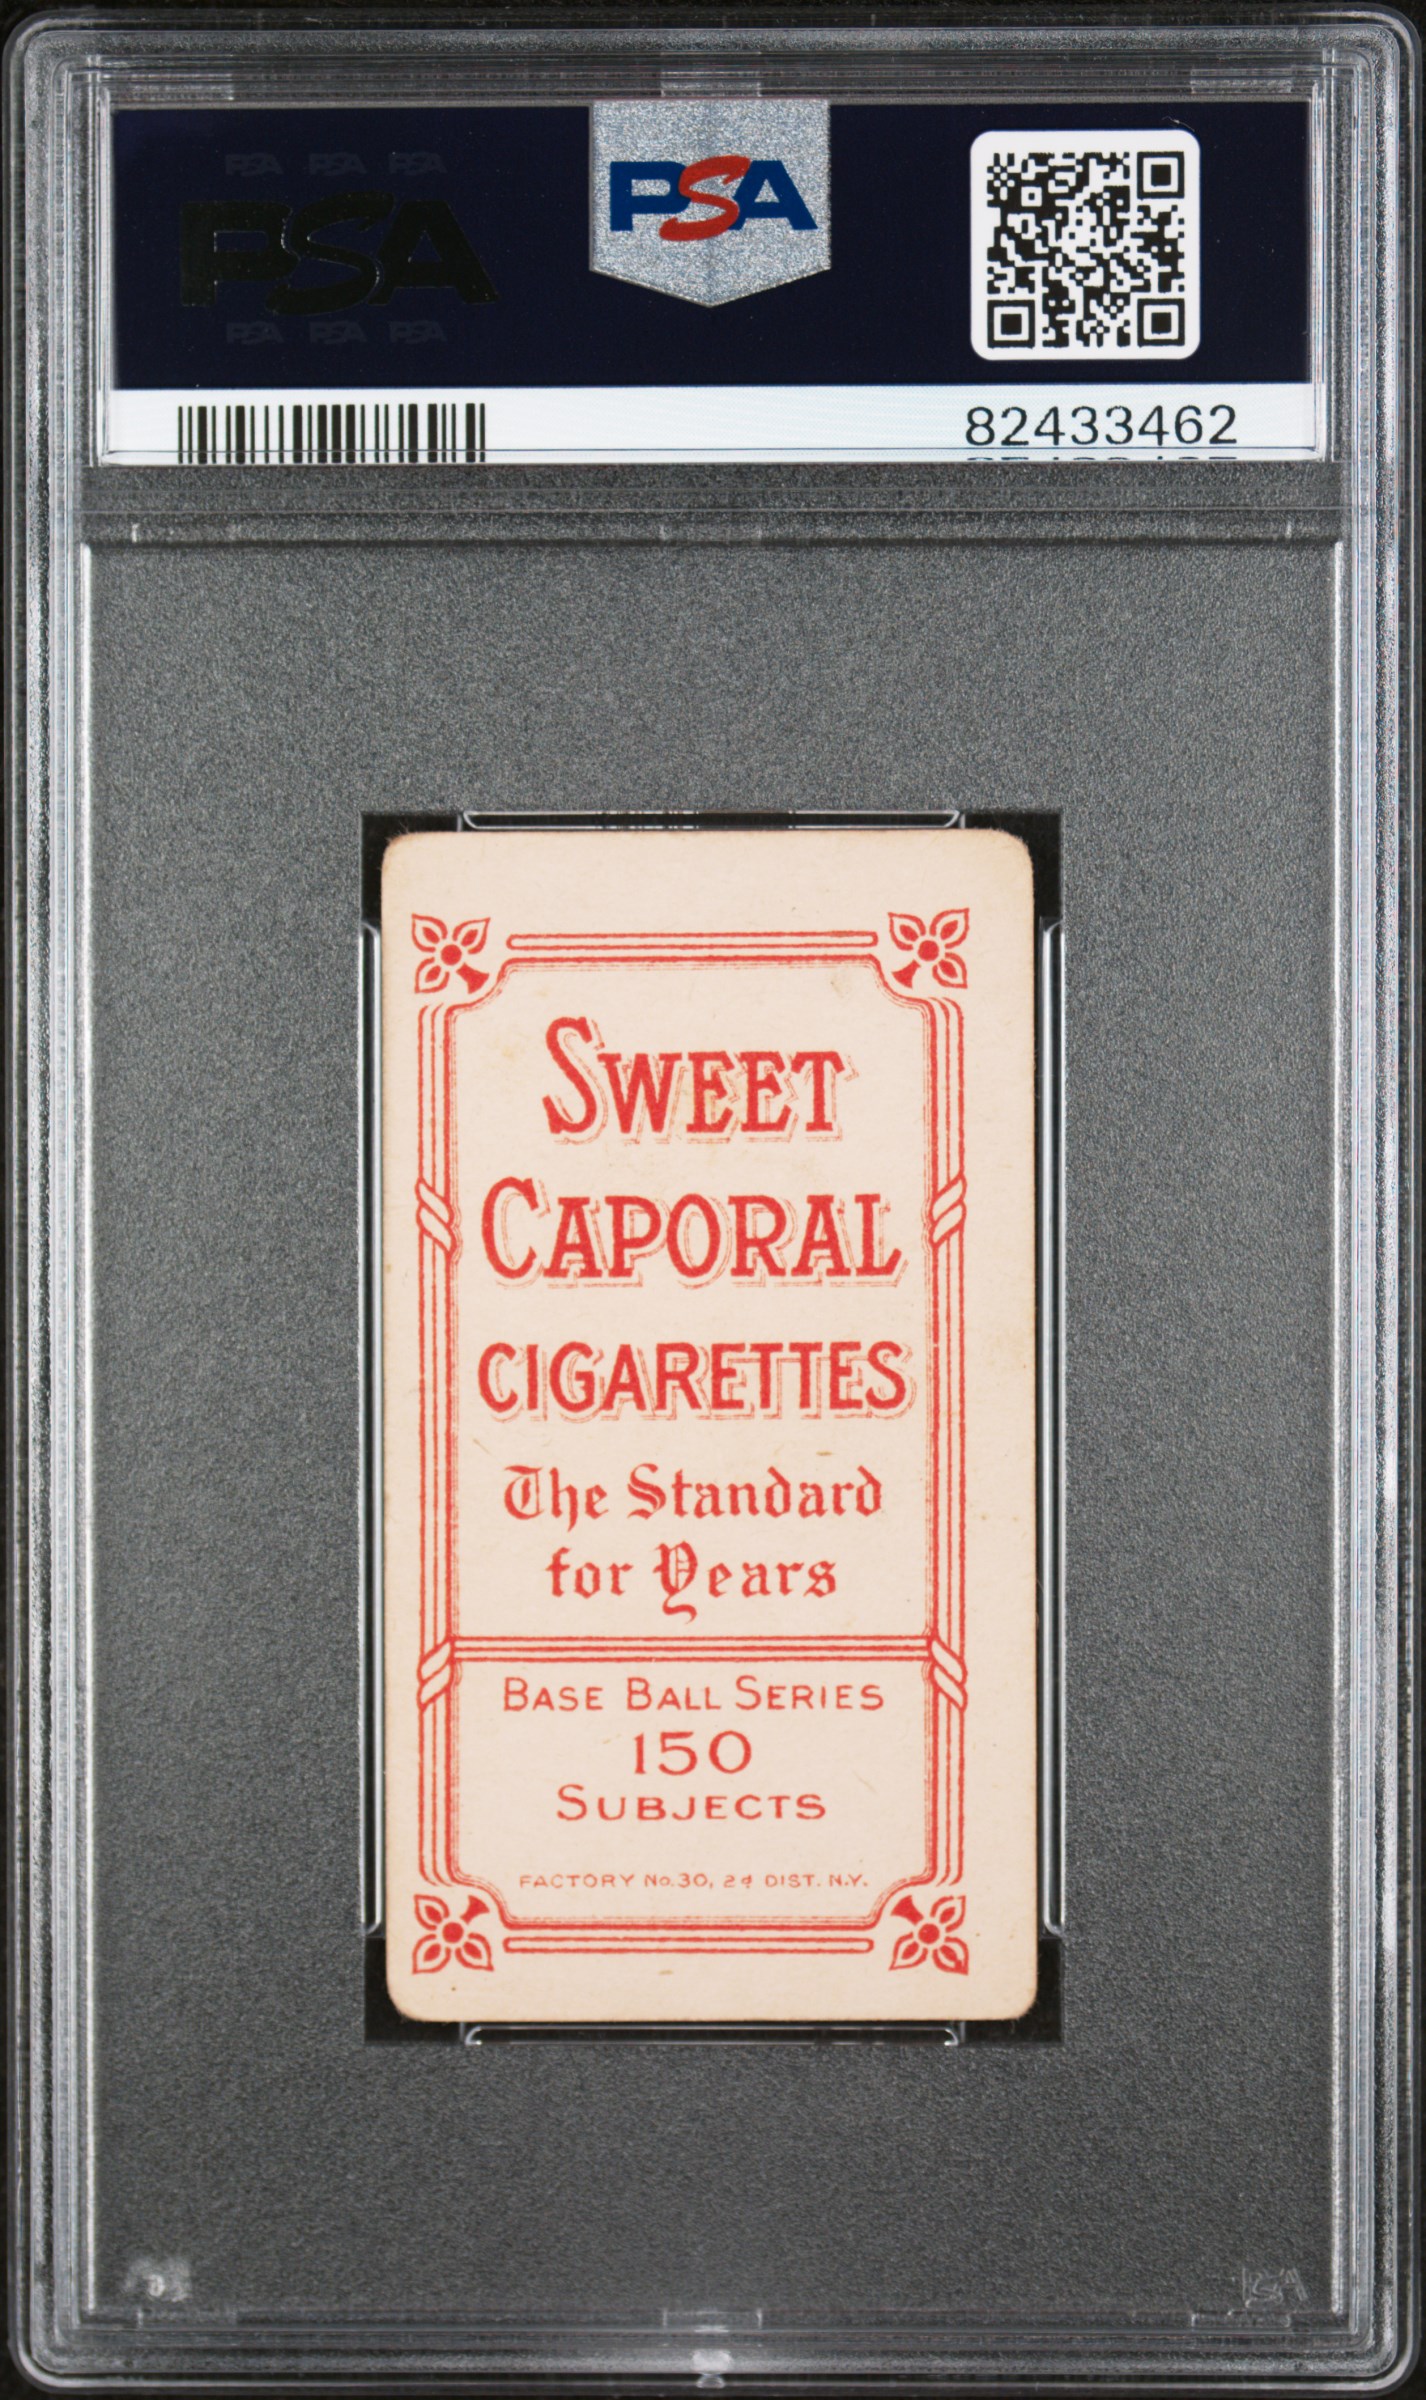 PSA PSA PSA
PSA
PSA PSA PSA
PSA
82433462
SWEET
CAPORAL
CIGARETTES
The Standard
for Years
BASE BALL SERIES
150
SUBJECTS
FACTORY No. 30, 2d DIST. N.Y.
PSA